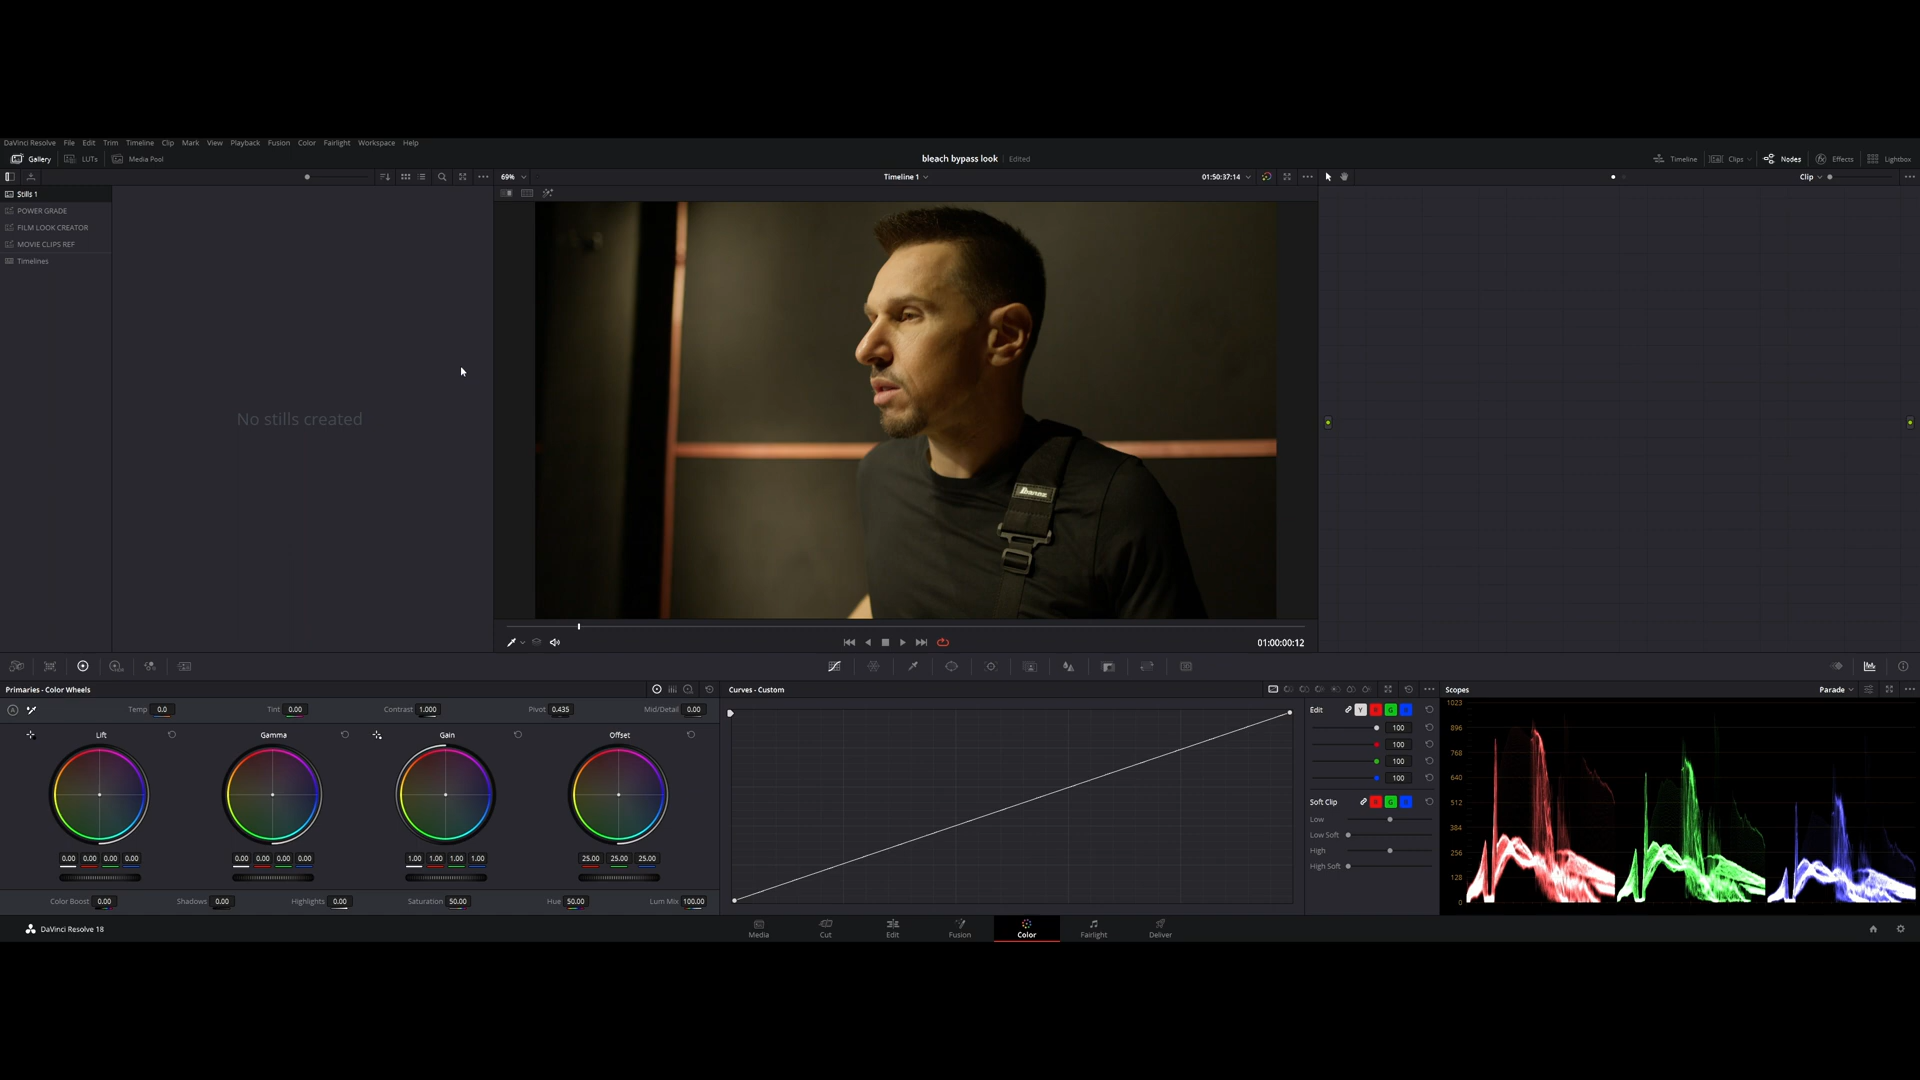 DaVinci Resolve File Edit Trim Timeline Clip Mark View Playback Fusion Color Fairlight Workspace Help
Gallery LUTs Media Pool bleach bypass look Edited Timeline Clips Nodes Effects Lightbox
69% Timeline 1 01:50:37:14 Clip
Stills 1
POWER GRADE
FILM LOOK CREATOR
MOVIE CLIPS REF
Timelines
No stills created
Ibanez
01:00:00:12
Primaries - Color Wheels
Curves - Custom
Scopes
Parade
Temp 0.0 Tint 0.00 Contrast 1.000 Pivot 0.435 Mid/Detail 0.00
Lift Gamma Gain Offset
0.00 0.00 0.00 0.00 0.00 0.00 0.00 0.00 1.00 1.00 1.00 1.00 25.00 25.00 25.00
Color Boost 0.00 Shadows 0.00 Highlights 0.00 Saturation 50.00 Hue 50.00 Lum Mix 100.00
Edit Y R G B
100
100
100
100
Soft Clip R G B
Low
Low Soft
High
High Soft
1023
896
768
640
512
384
256
128
0
DaVinci Resolve 18
Media Cut Edit Fusion Color Fairlight Deliver